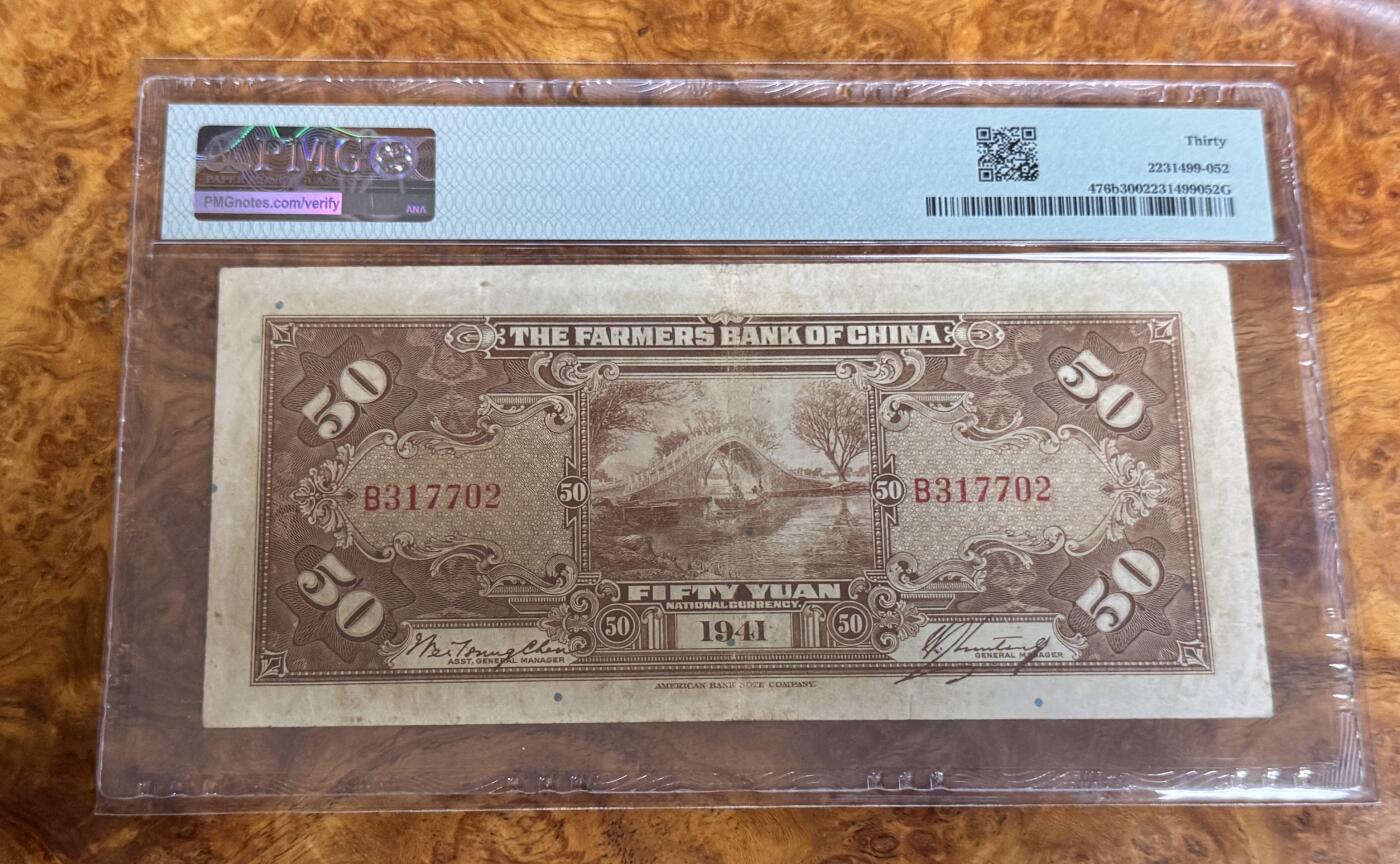 PMG
PMGnotes.com/verify
ANA
Thirty
2231499-052
476b3002231499052G
THE FARMERS BANK OF CHINA
50
50
B317702
50
50
B317702
50
50
FIFTY YUAN
NATIONAL CURRENCY.
50
1941
50
ASST. GENERAL MANAGER
GENERAL MANAGER
AMERICAN BANK NOTE COMPANY.